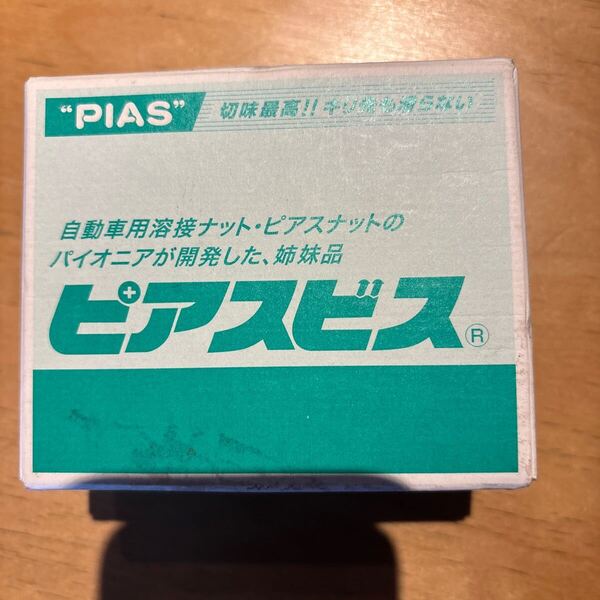 "PIAS"
切味最高!! キリ先も滑らない
自動車用溶接ナット・ピアスナットの
パイオニアが開発した、姉妹品
ピアスビス®